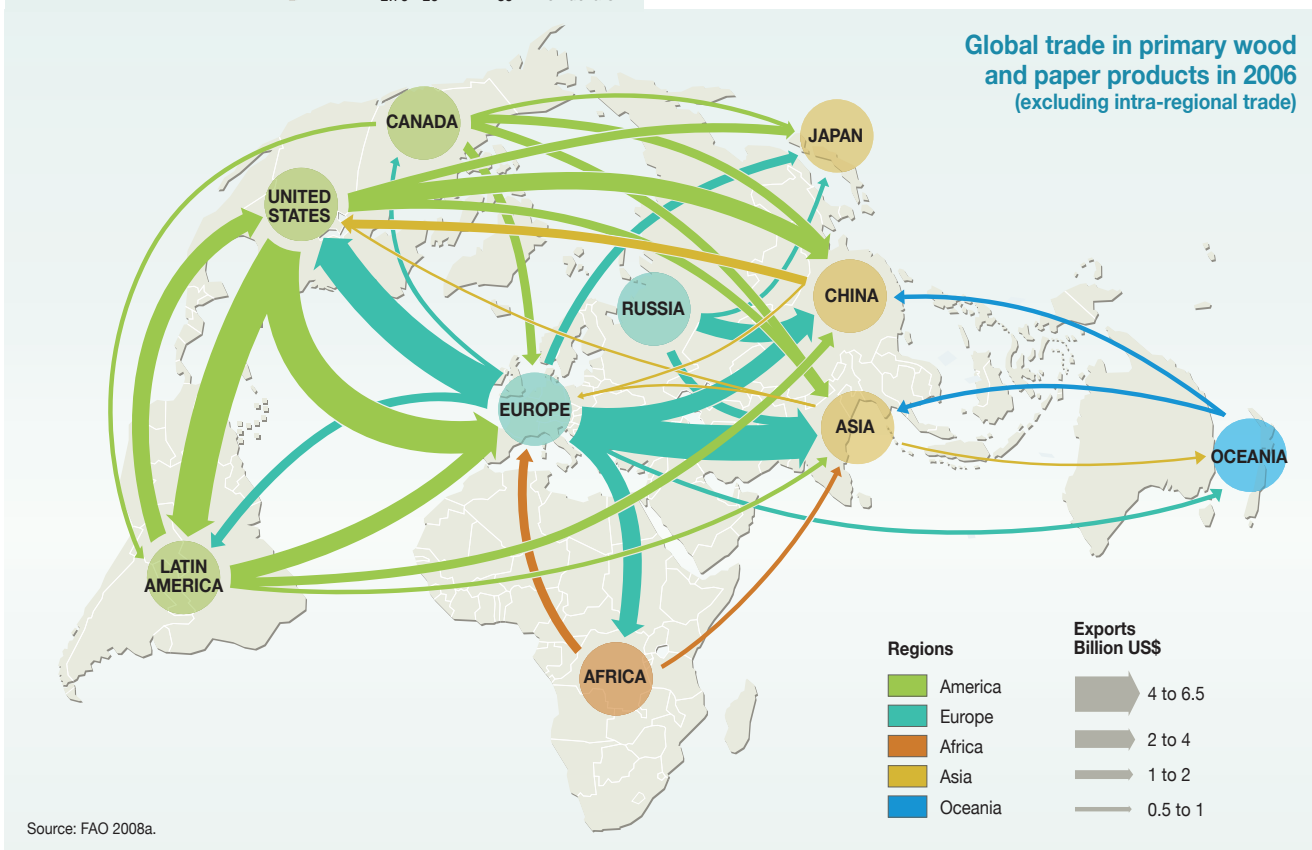 Global trade in primary wood
and paper products in 2006
(excluding intra-regional trade)
CANADA
JAPAN
UNITED
STATES
CHINA
RUSSIA
EUROPE
ASIA
OCEANIA
LATIN
AMERICA
AFRICA
Regions
America
Europe
Africa
Asia
Oceania
Exports
Billion US$
4 to 6.5
2 to 4
1 to 2
0.5 to 1
Source: FAO 2008a.